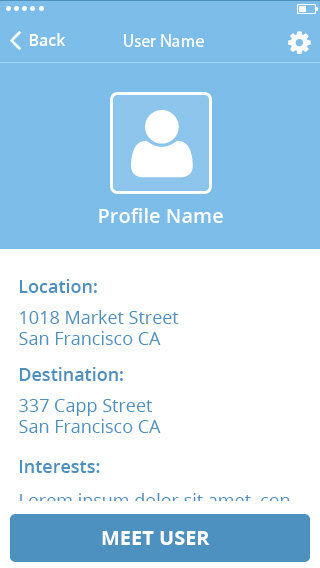 Back
User Name
Profile Name
Location:
1018 Market Street
San Francisco CA
Destination:
337 Capp Street
San Francisco CA
Interests:
Lorem ipsum dolor sit amet, con
MEET USER